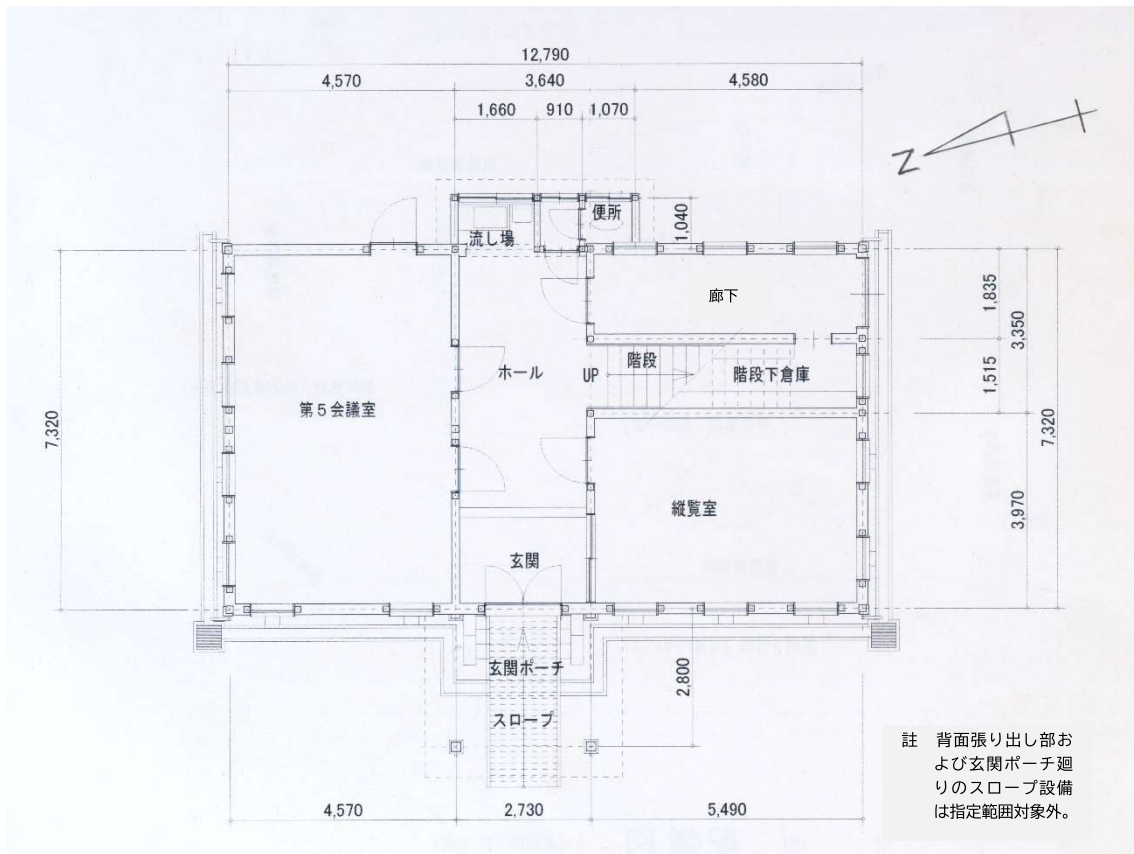 12,790
4,570 3,640 4,580
1,660 910 1,070
N
便所
1,040
流し場
廊下
1,835
3,350
階段
ホール UP 階段下倉庫
1,515
第5会議室
7,320
7,320
縦覧室
3,970
玄関
玄関ポーチ
2,800
スロープ
註 背面張り出し部お
よび玄関ポーチ廻
りのスロープ設備
は指定範囲対象外。
4,570 2,730 5,490